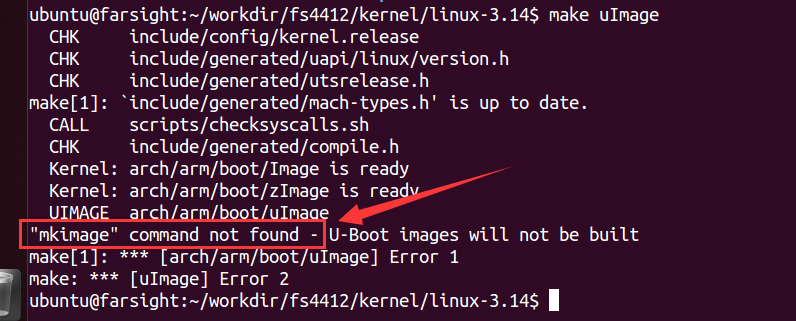 ubuntu@farsight:~/workdir/fs4412/kernel/linux-3.14$ make uImage
CHK include/config/kernel.release
CHK include/generated/uapi/linux/version.h
CHK include/generated/utsrelease.h
make[1]: `include/generated/mach-types.h' is up to date.
CALL scripts/checksyscalls.sh
CHK include/generated/compile.h
Kernel: arch/arm/boot/Image is ready
Kernel: arch/arm/boot/zImage is ready
UIMAGE arch/arm/boot/uImage
"mkimage" command not found - U-Boot images will not be built
make[1]: *** [arch/arm/boot/uImage] Error 1
make: *** [uImage] Error 2
ubuntu@farsight:~/workdir/fs4412/kernel/linux-3.14$